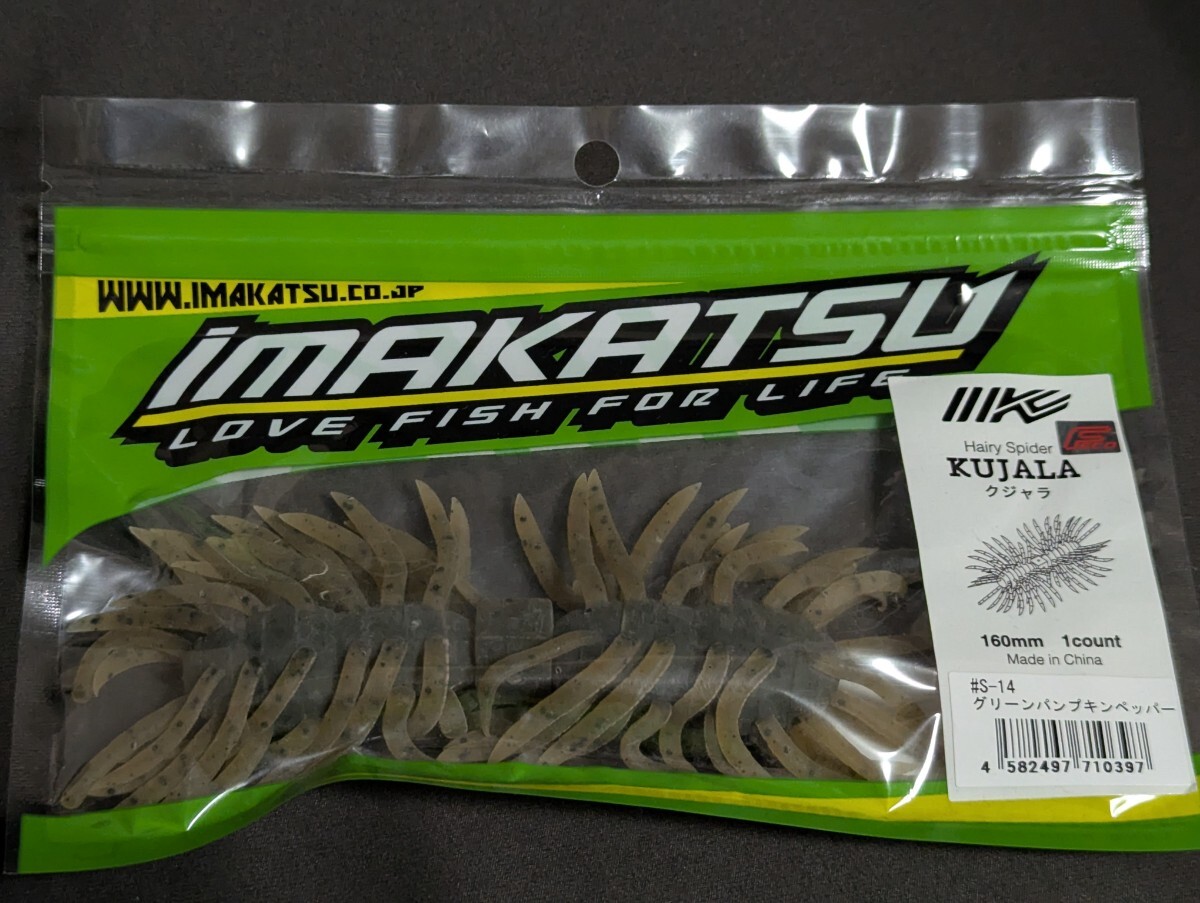 WWW.IMAKATSU.CO.JP
IMAKATSU
LOVE FISH FOR LIFE
Hairy Spider
KUJALA
クジャラ
160mm 1count
Made in China
#S-14
グリーンパンプキンペッパー
4 582497 710397